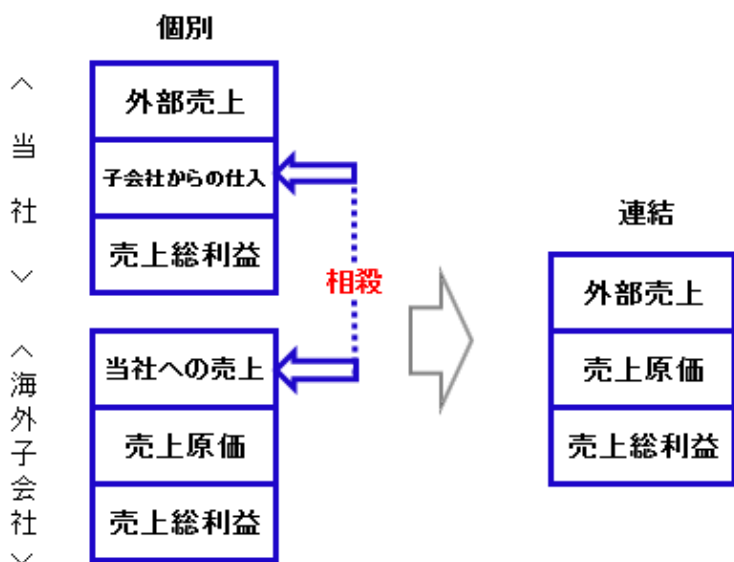 個別
＜当社＞
外部売上
子会社からの仕入
売上総利益
相殺
＜海外子会社＞
当社への売上
売上原価
売上総利益
連結
外部売上
売上原価
売上総利益